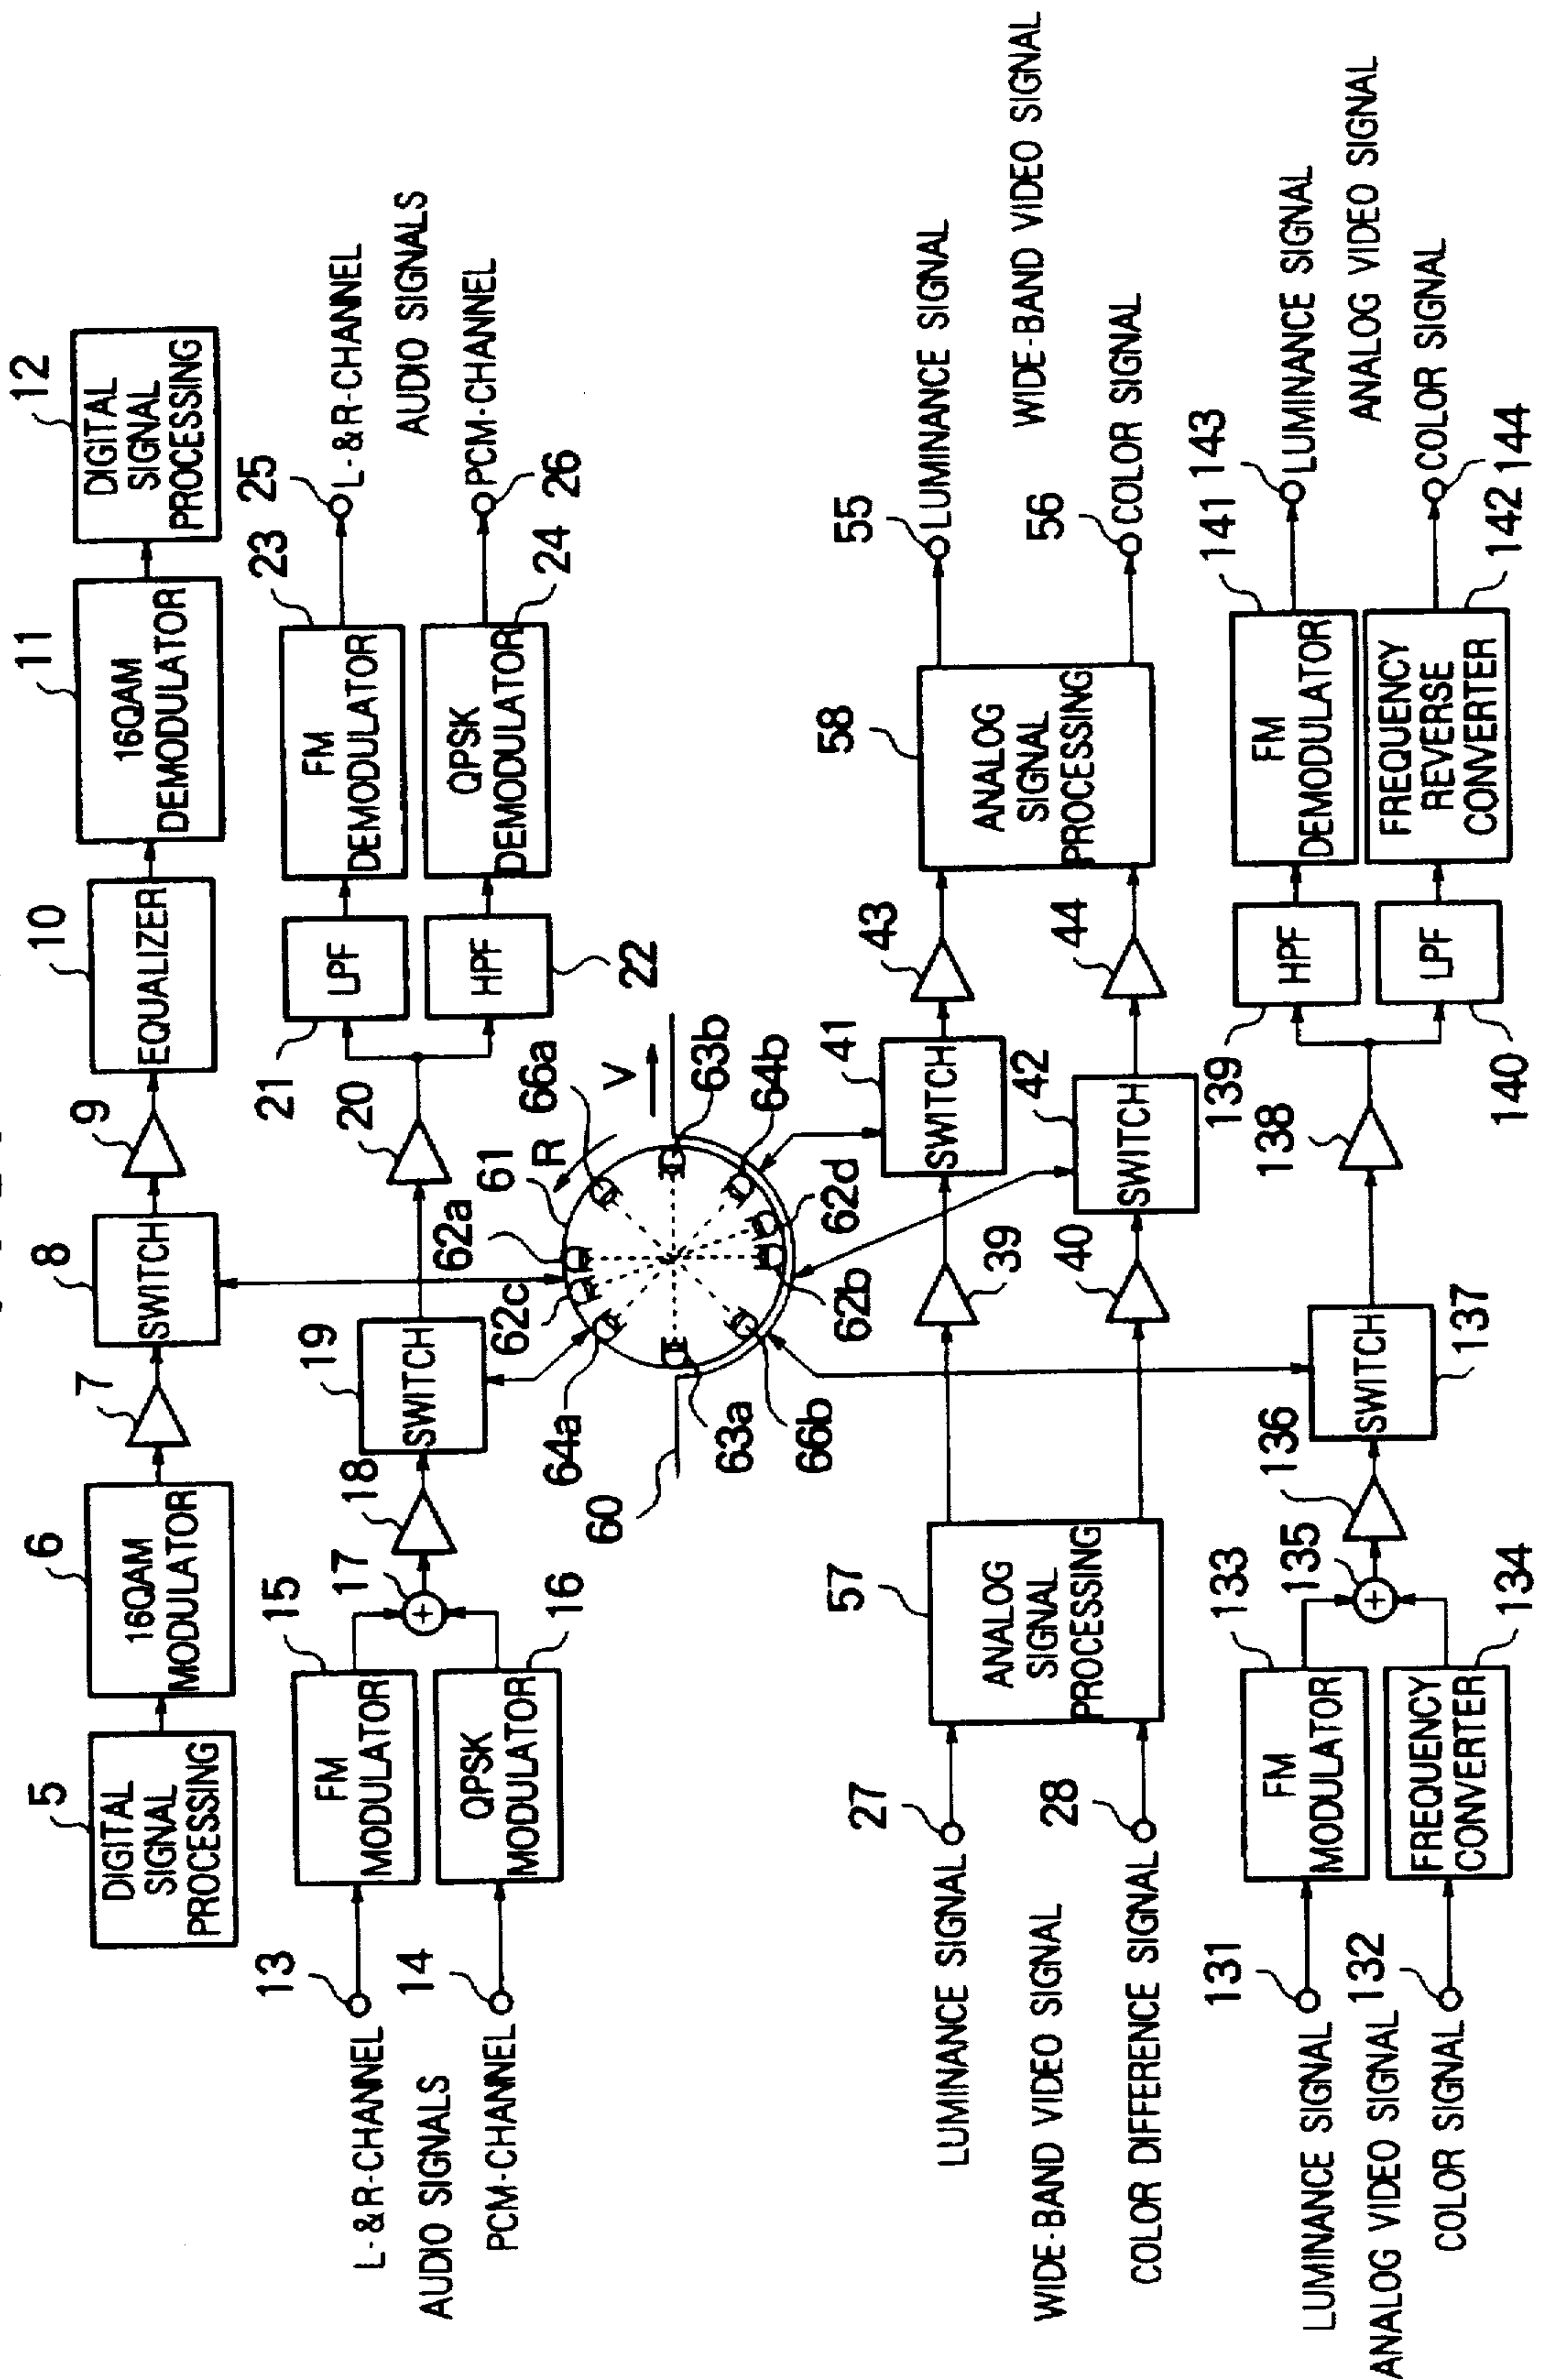 5
DIGITAL
SIGNAL
PROCESSING
6
16QAM
MODULATOR
7
8
SWITCH
9
10
EQUALIZER
11
16QAM
DEMODULATOR
12
DIGITAL
SIGNAL
PROCESSING
13
L-&R-CHANNEL
AUDIO SIGNALS
14
PCM-CHANNEL
15
FM
MODULATOR
QPSK
MODULATOR
16
17
+
18
19
SWITCH
20
21
LPF
HPF
22
23
FM
DEMODULATOR
QPSK
DEMODULATOR
24
25
L-&R-CHANNEL
AUDIO SIGNALS
PCM-CHANNEL
26
62a
61
R
66a
V
62c
64a
63b
64b
60
63a
66b
62b
62d
27
LUMINANCE SIGNAL
WIDE-BAND VIDEO SIGNAL
28
COLOR DIFFERENCE SIGNAL
57
ANALOG
SIGNAL
PROCESSING
39
40
41
SWITCH
42
SWITCH
43
44
58
ANALOG
SIGNAL
PROCESSING
55
LUMINANCE SIGNAL
WIDE-BAND VIDEO SIGNAL
56
COLOR SIGNAL
131
LUMINANCE SIGNAL
ANALOG VIDEO SIGNAL
132
COLOR SIGNAL
133
FM
MODULATOR
FREQUENCY
CONVERTER
134
135
+
136
SWITCH
137
138
139
HPF
LPF
140
141
FM
DEMODULATOR
FREQUENCY
REVERSE
CONVERTER
142
143
LUMINANCE SIGNAL
ANALOG VIDEO SIGNAL
COLOR SIGNAL
144